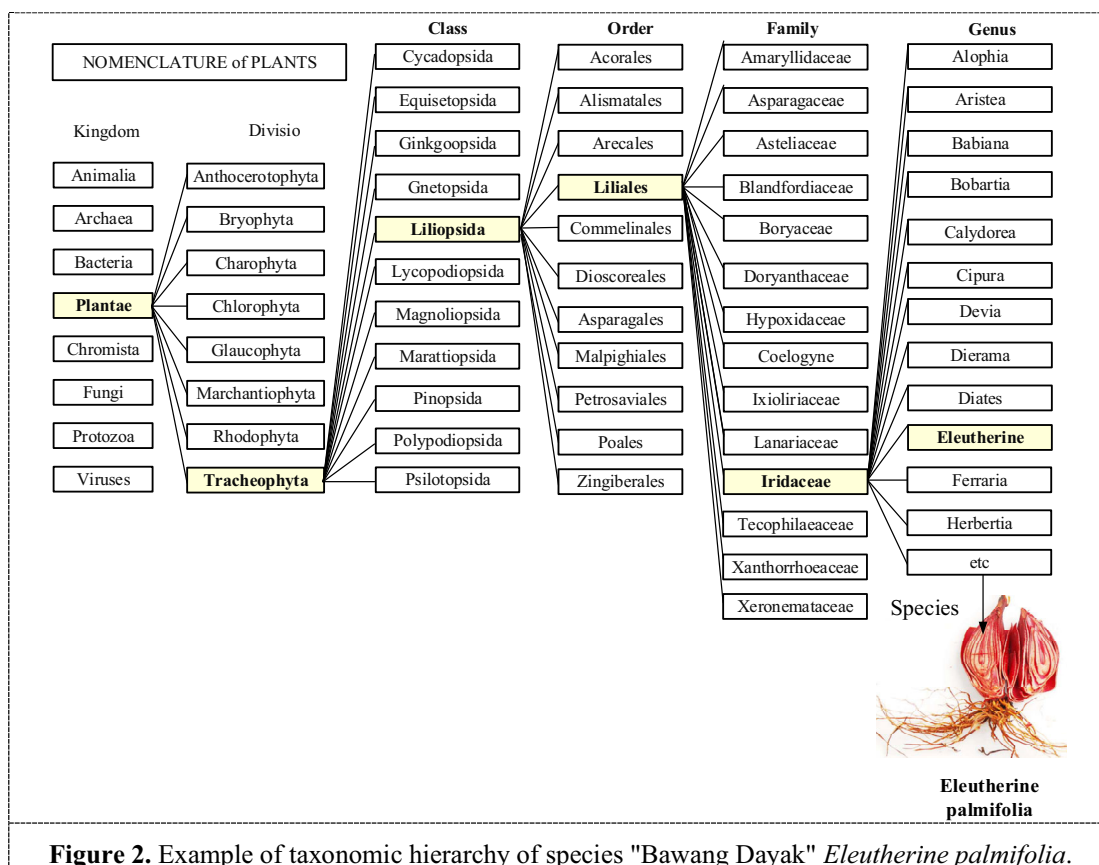 NOMENCLATURE of PLANTS
Kingdom
Animalia
Archaea
Bacteria
Plantae
Chromista
Fungi
Protozoa
Viruses
Divisio
Anthocerotophyta
Bryophyta
Charophyta
Chlorophyta
Glaucophyta
Marchantiophyta
Rhodophyta
Tracheophyta
Class
Cycadopsida
Equisetopsida
Ginkgoopsida
Gnetopsida
Liliopsida
Lycopodiopsida
Magnoliopsida
Marattiopsida
Pinopsida
Polypodiopsida
Psilotopsida
Order
Acorales
Alismatales
Arecales
Liliales
Commelinales
Dioscoreales
Asparagales
Malpighiales
Petrosaviales
Poales
Zingiberales
Family
Amaryllidaceae
Asparagaceae
Asteliaceae
Blandfordiaceae
Boryaceae
Doryanthaceae
Hypoxidaceae
Coelogyne
Ixioliriaceae
Lanariaceae
Iridaceae
Tecophilaeaceae
Xanthorrhoeaceae
Xeronemataceae
Genus
Alophia
Aristea
Babiana
Bobartia
Calydorea
Cipura
Devia
Dierama
Diates
Eleutherine
Ferraria
Herbertia
etc
Species
Eleutherine
palmifolia
Figure 2. Example of taxonomic hierarchy of species "Bawang Dayak" Eleutherine palmifolia.